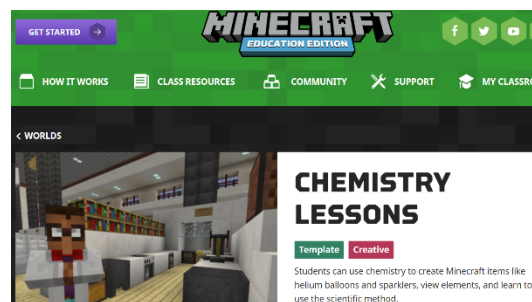 GET STARTED
MINECRAFT
EDUCATION EDITION
HOW IT WORKS
CLASS RESOURCES
COMMUNITY
SUPPORT
MY CLASSRO
< WORLDS
CHEMISTRY
LESSONS
Template Creative
Students can use chemistry to create Minecraft items like
helium balloons and sparklers, view elements, and learn to
use the scientific method.